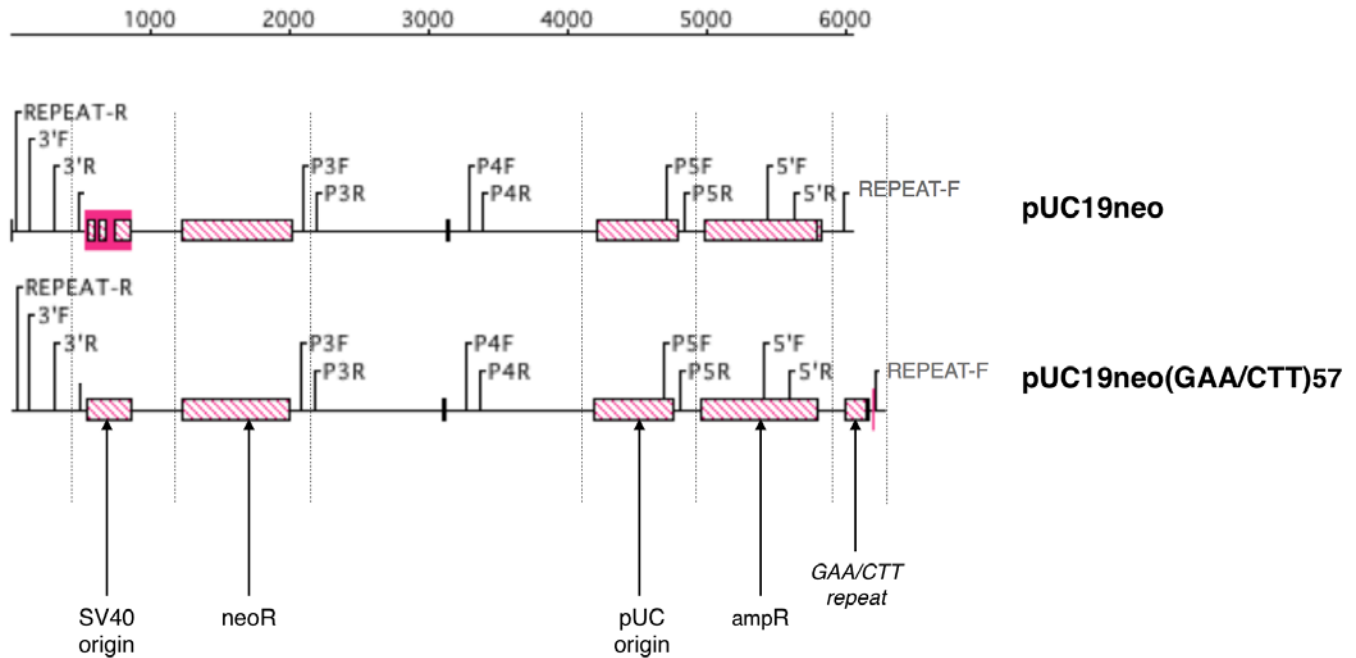 1000 2000 3000 4000 5000 6000
REPEAT-R
3'F
3'R P3F P4F P5F 5'F
P3R P4R P5R 5'R REPEAT-F
pUC19neo
REPEAT-R
3'F
3'R P3F P4F P5F 5'F
P3R P4R P5R 5'R REPEAT-F
pUC19neo(GAA/CTT)57
GAA/CTT
repeat
SV40
origin
neoR
pUC
origin
ampR